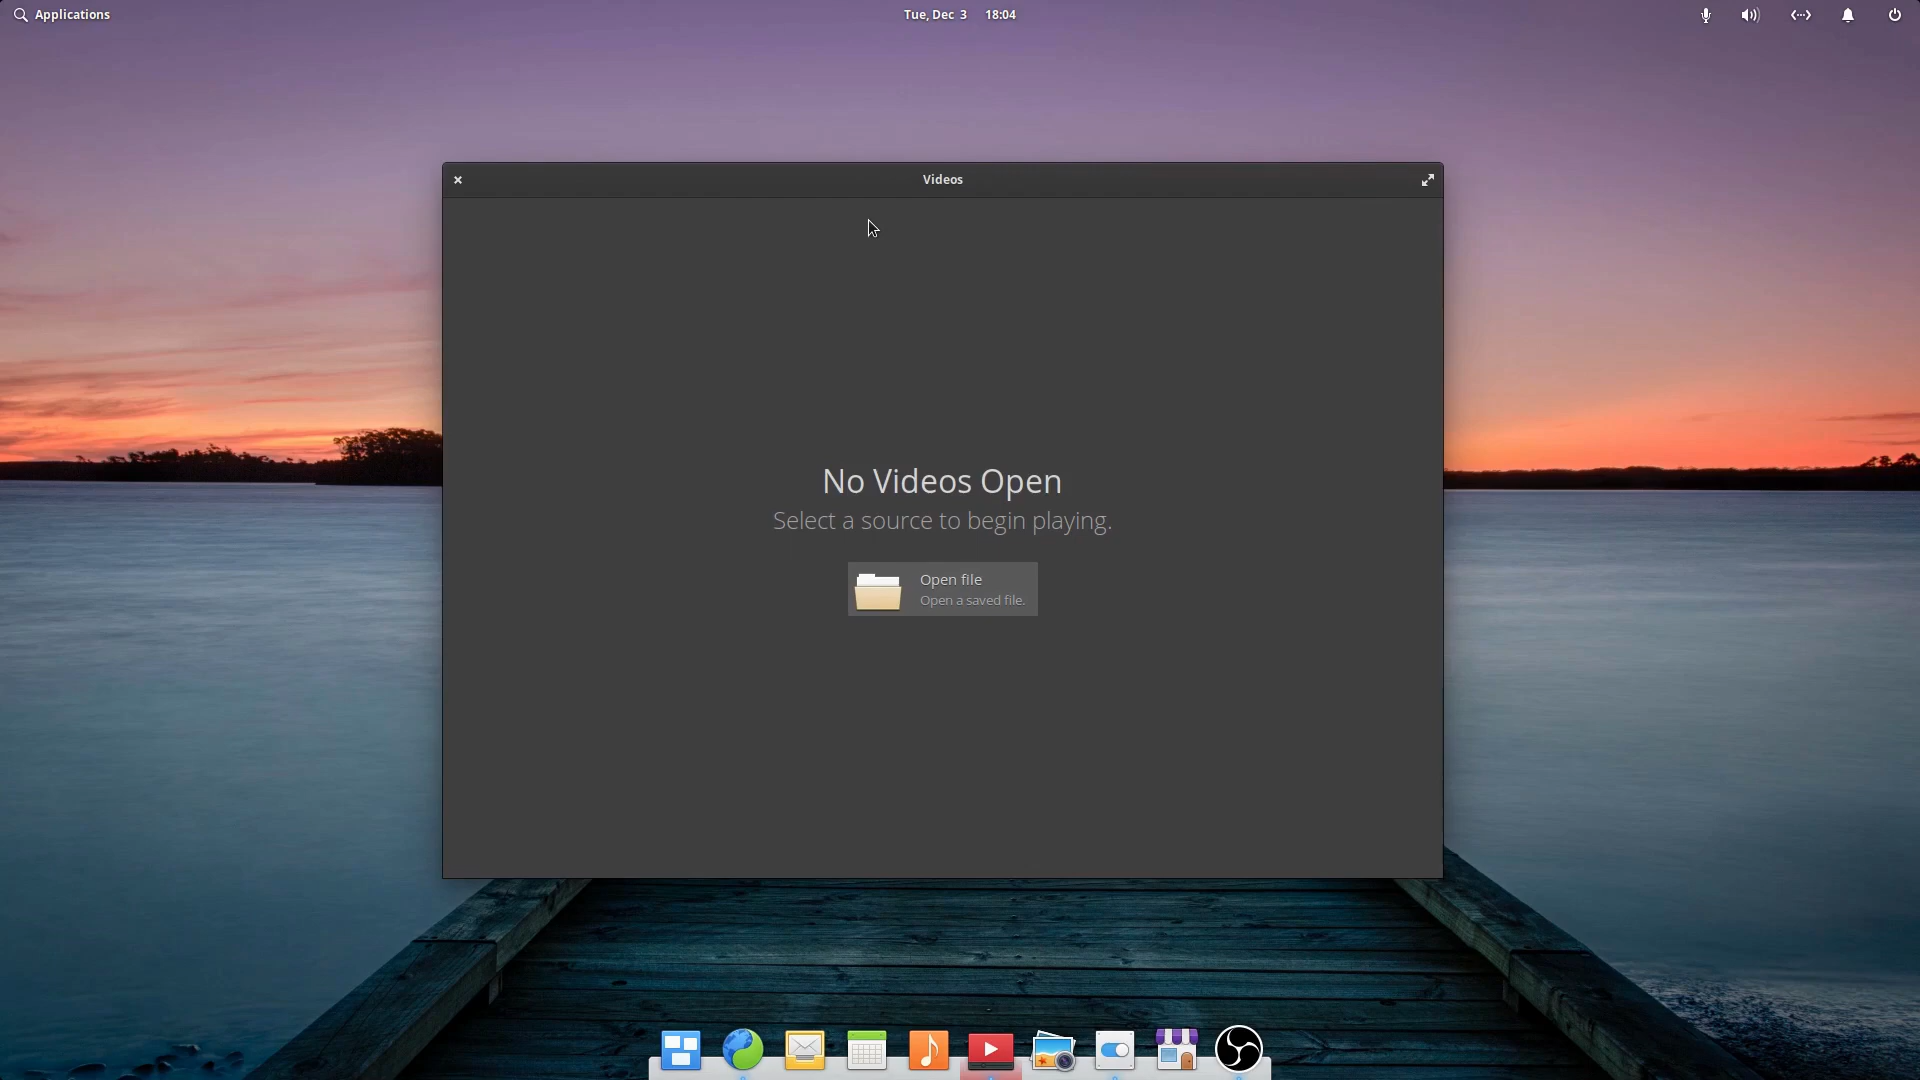 Applications
Tue, Dec 3 18:04
Videos
No Videos Open
Select a source to begin playing.
Open file
Open a saved file.